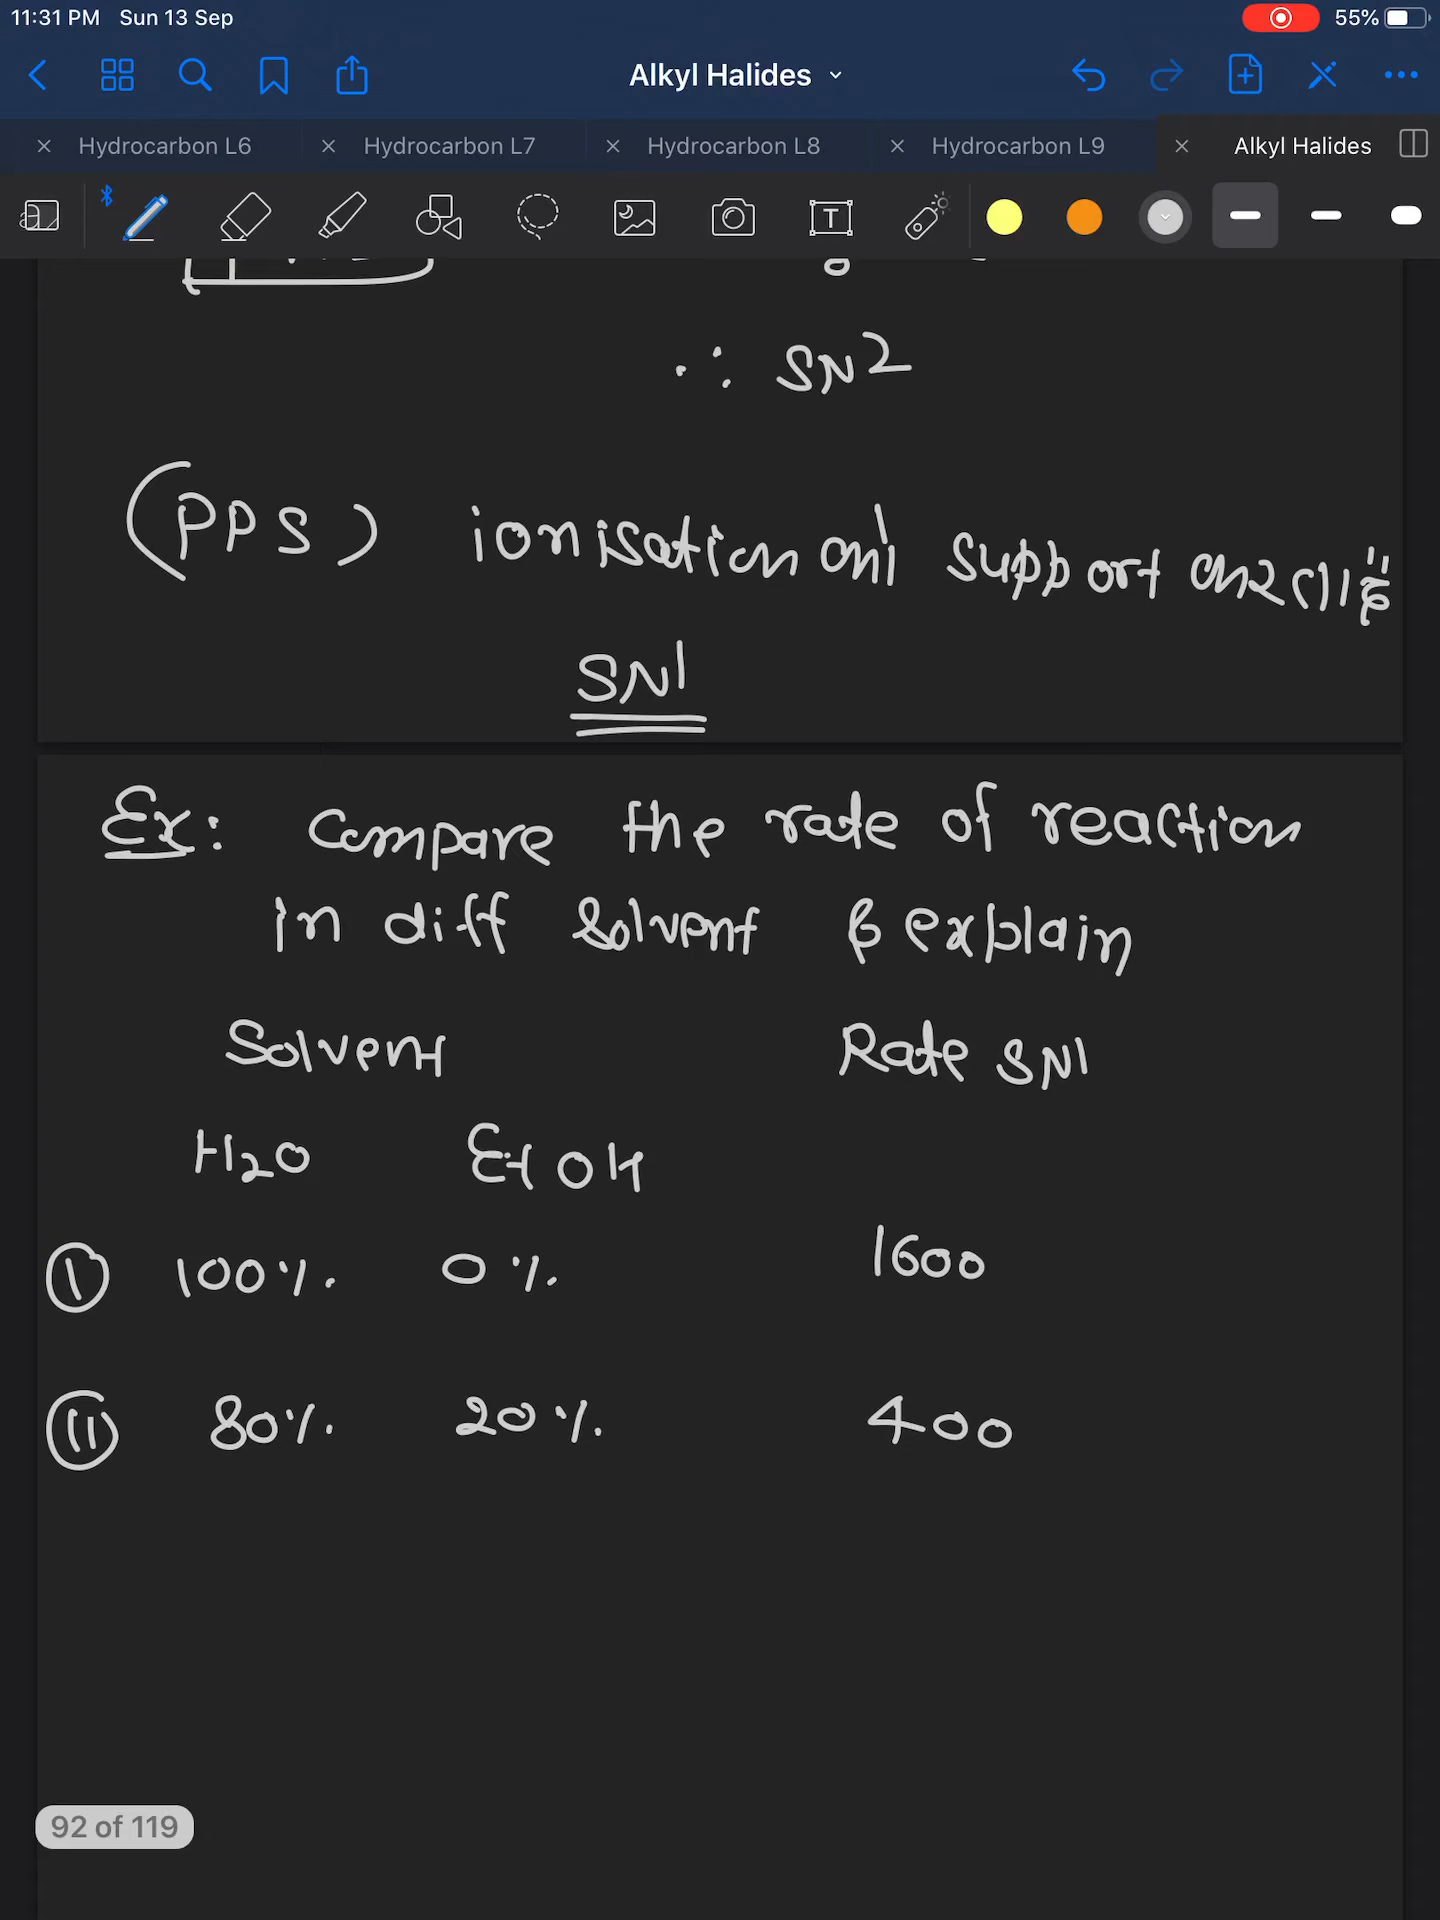 11:31 PM Sun 13 Sep
55%
Alkyl Halides
Hydrocarbon L6
Hydrocarbon L7
Hydrocarbon L8
Hydrocarbon L9
Alkyl Halides
∴ SN2
(PPS) ionisation को support करता है
SN1
Ex: Compare the rate of reaction
in diff solvent & explain
Solvent Rate SN1
H2O EtOH
① 100% 0% 1600
(II) 80% 20% 400
92 of 119